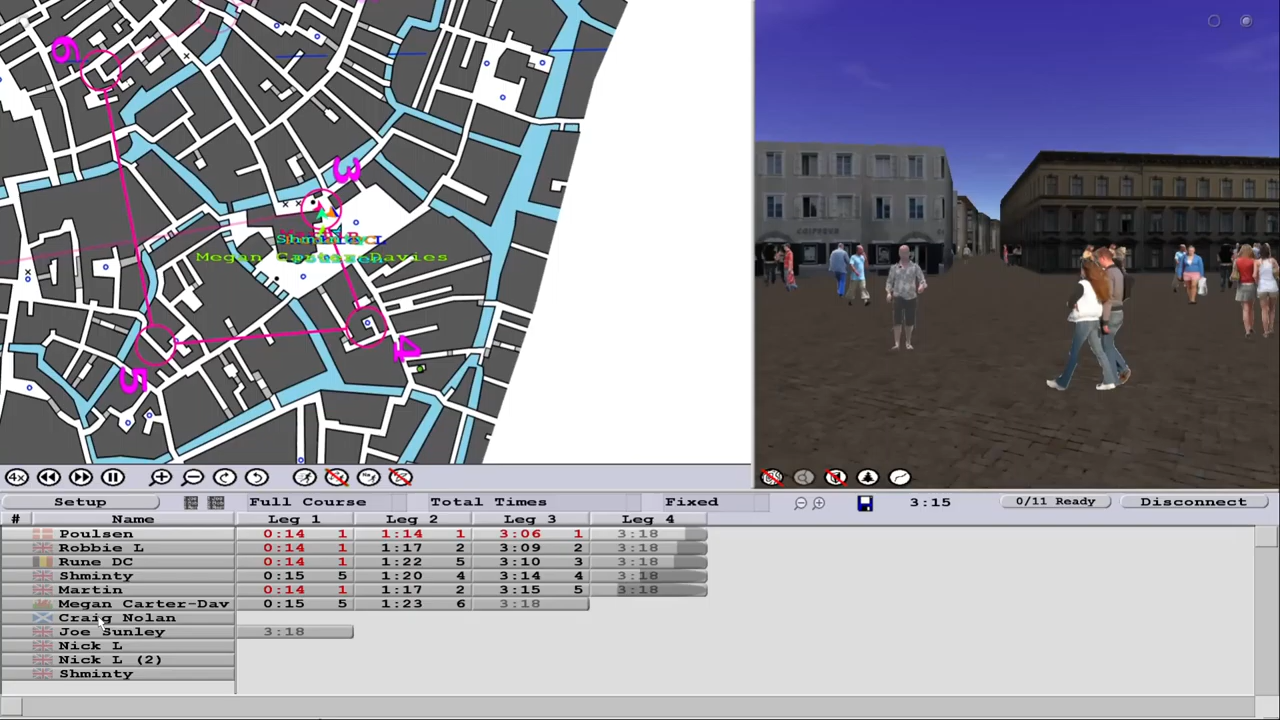 6
3
Megan Carter-Davies
4
5
COIFFEUR
4x
Setup
Full Course
Total Times
Fixed
3:15
0/11 Ready
Disconnect
# Name Leg 1 Leg 2 Leg 3 Leg 4
Poulsen 0:14 1 1:14 1 3:06 1 3:18
Robbie L 0:14 1 1:17 2 3:09 2 3:18
Rune DC 0:14 1 1:22 5 3:10 3 3:18
Shminty 0:15 5 1:20 4 3:14 4 3:18
Martin 0:14 1 1:17 2 3:15 5 3:18
Megan Carter-Dav 0:15 5 1:23 6 3:18
Craig Nolan
Joe Sunley 3:18
Nick L
Nick L (2)
Shminty